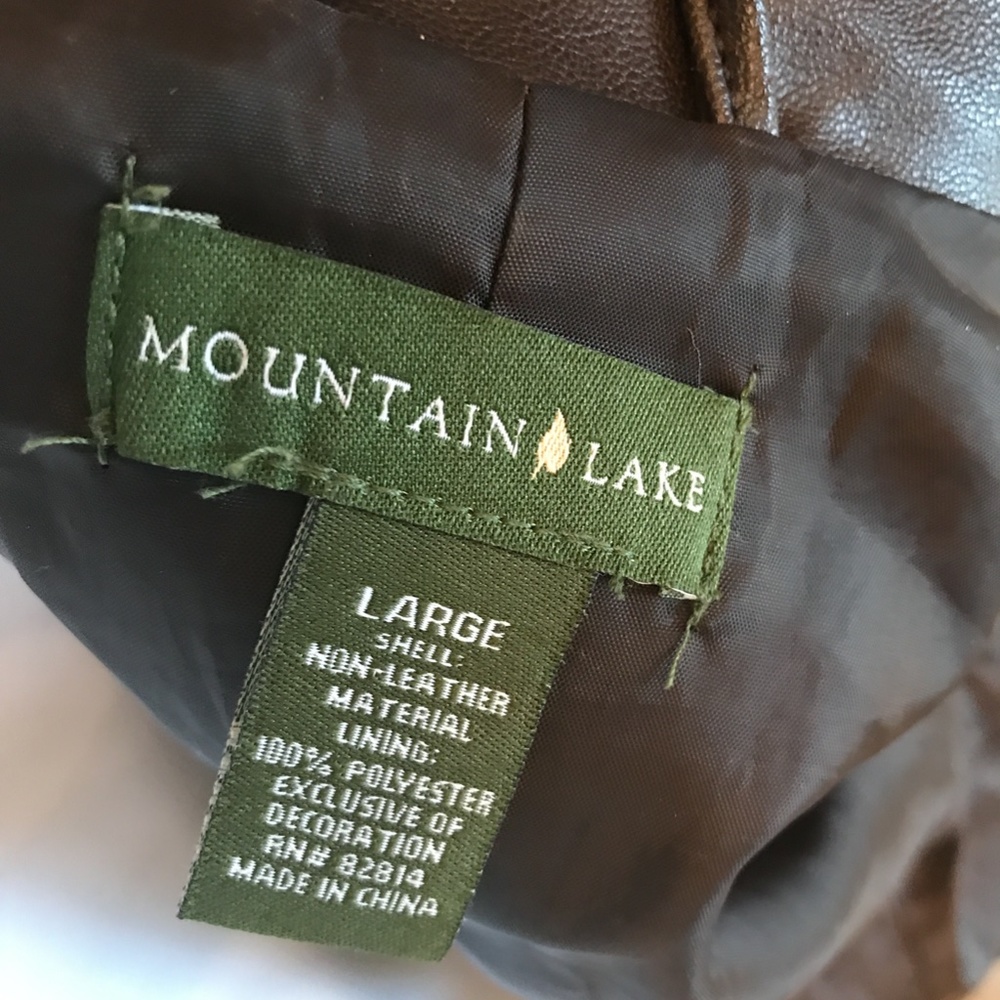 MOUNTAIN LAKE
LARGE
SHELL:
NON-LEATHER
MATERIAL
LINING:
100% POLYESTER
EXCLUSIVE OF
DECORATION
RN# 82814
MADE IN CHINA